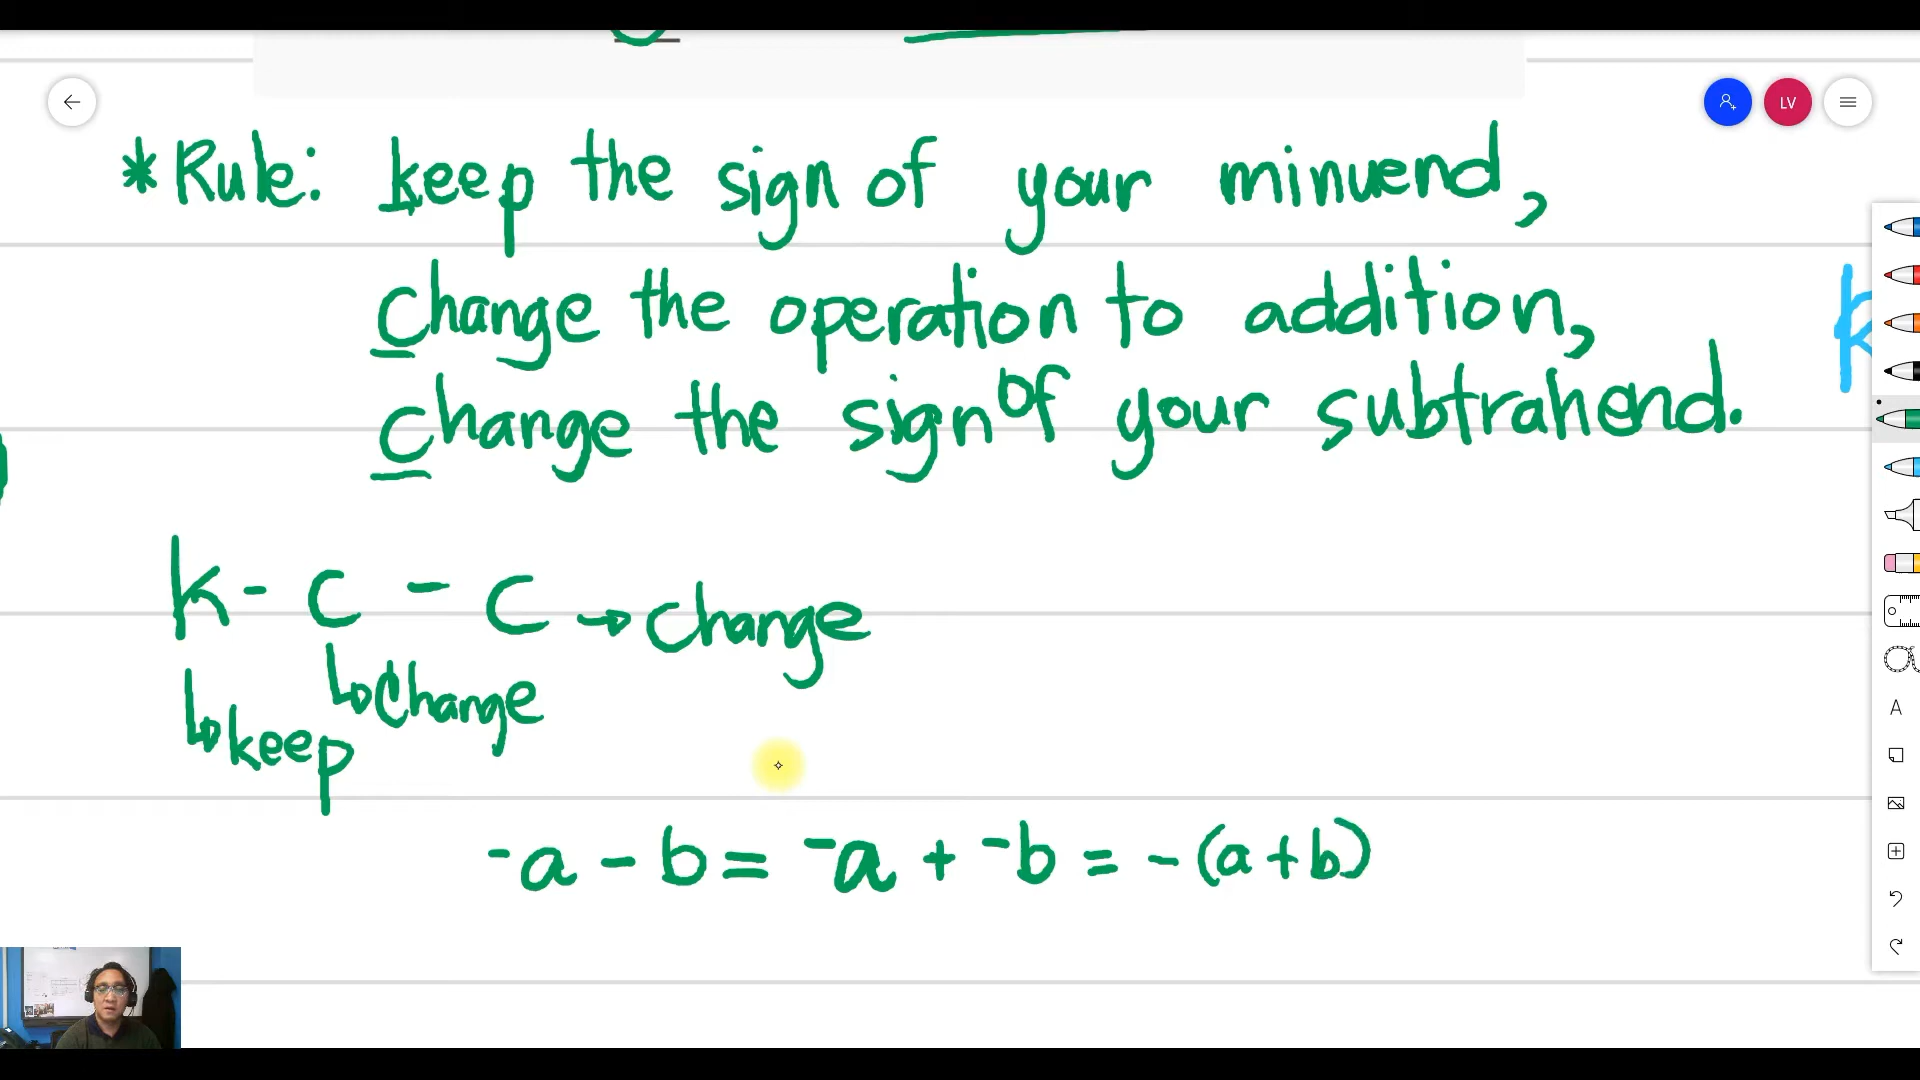 LV
*Rule: keep the sign of your minuend,
change the operation to addition,
change the sign of your subtrahend.
k - c - c → change
↳ change
↳ keep
⁻a - b = ⁻a + ⁻b = -(a + b)
A